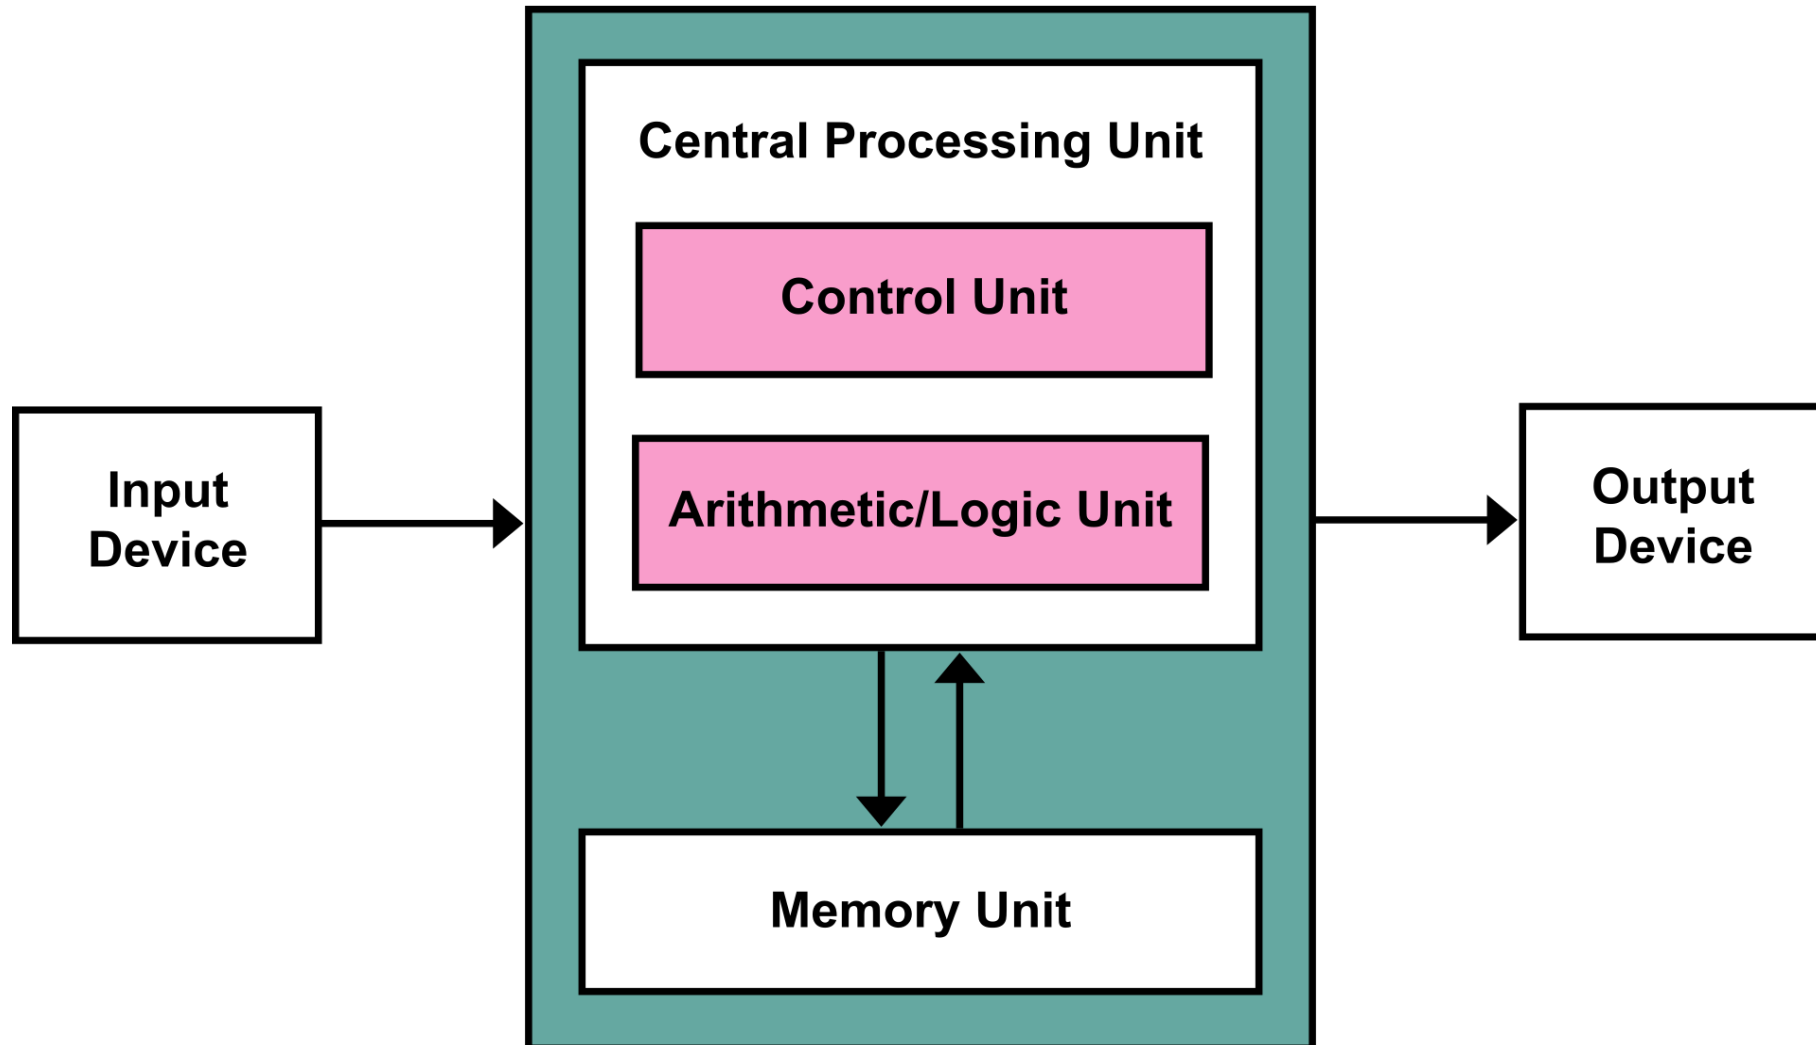 Central Processing Unit
Control Unit
Arithmetic/Logic Unit
Input
Device
Output
Device
Memory Unit